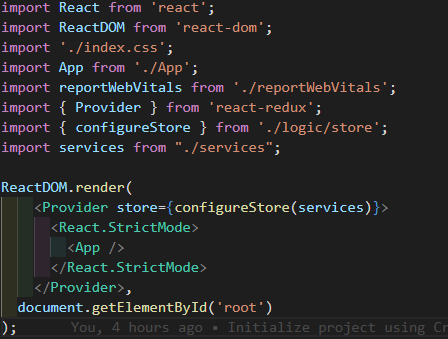 import React from 'react';
import ReactDOM from 'react-dom';
import './index.css';
import App from './App';
import reportWebVitals from './reportWebVitals';
import { Provider } from 'react-redux';
import { configureStore } from './logic/store';
import services from "./services";
ReactDOM.render(
<Provider store={configureStore(services)}>
<React.StrictMode>
<App />
</React.StrictMode>
</Provider>,
document.getElementById('root')
); You, 4 hours ago • Initialize project using Cr